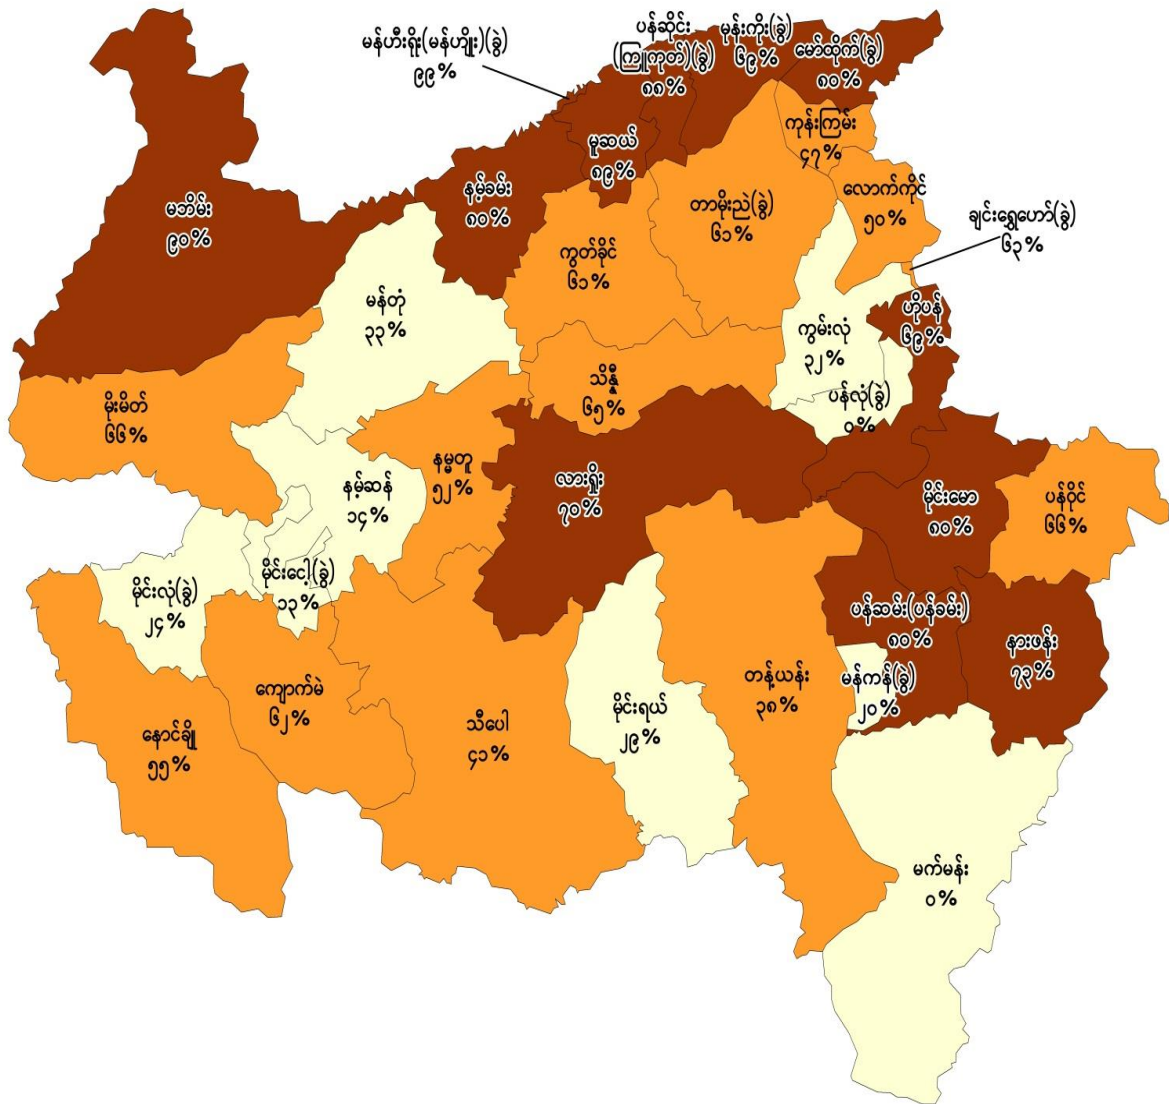 မန်ဟီးရိုး(မန်ဟျိုး)(ခွဲ)
၉၉%
ပန်ဆိုင်း
(ကြူကုတ်)(ခွဲ)
၈၈%
မုန်းကိုး(ခွဲ)
၆၉%
မော်ထိုက်(ခွဲ)
၈၀%
ကုန်းကြမ်း
၄၇%
မူဆယ်
၈၉%
နမ့်ခမ်း
၈၀%
လောက်ကိုင်
၅၀%
တာမိုးညဲ(ခွဲ)
၆၁%
ချင်းရွှေဟော်(ခွဲ)
၆၃%
မဘိမ်း
၉၀%
ကွတ်ခိုင်
၆၁%
မန်တုံ
၃၃%
ဟိုပန်
၆၉%
ကွမ်းလုံ
၃၂%
သိန္နီ
၆၅%
ပန်လုံ(ခွဲ)
၀%
မိုးမိတ်
၆၆%
နမ္မတူ
၅၂%
နမ့်ဆန်
၁၄%
လားရှိုး
၇၀%
မိုင်းမော
၈၀%
ပန်ဝိုင်
၆၆%
မိုင်းငေါ့(ခွဲ)
၁၃%
မိုင်းလုံ(ခွဲ)
၂၄%
ပန်ဆမ်း(ပန်ခမ်း)
၈၀%
နားဖန်း
၇၃%
မန်ကန်(ခွဲ)
၂၀%
တန့်ယန်း
၃၈%
ကျောက်မဲ
၆၂%
မိုင်းရယ်
၂၉%
သီပေါ
၄၁%
နောင်ချို
၅၅%
မက်မန်း
၀%